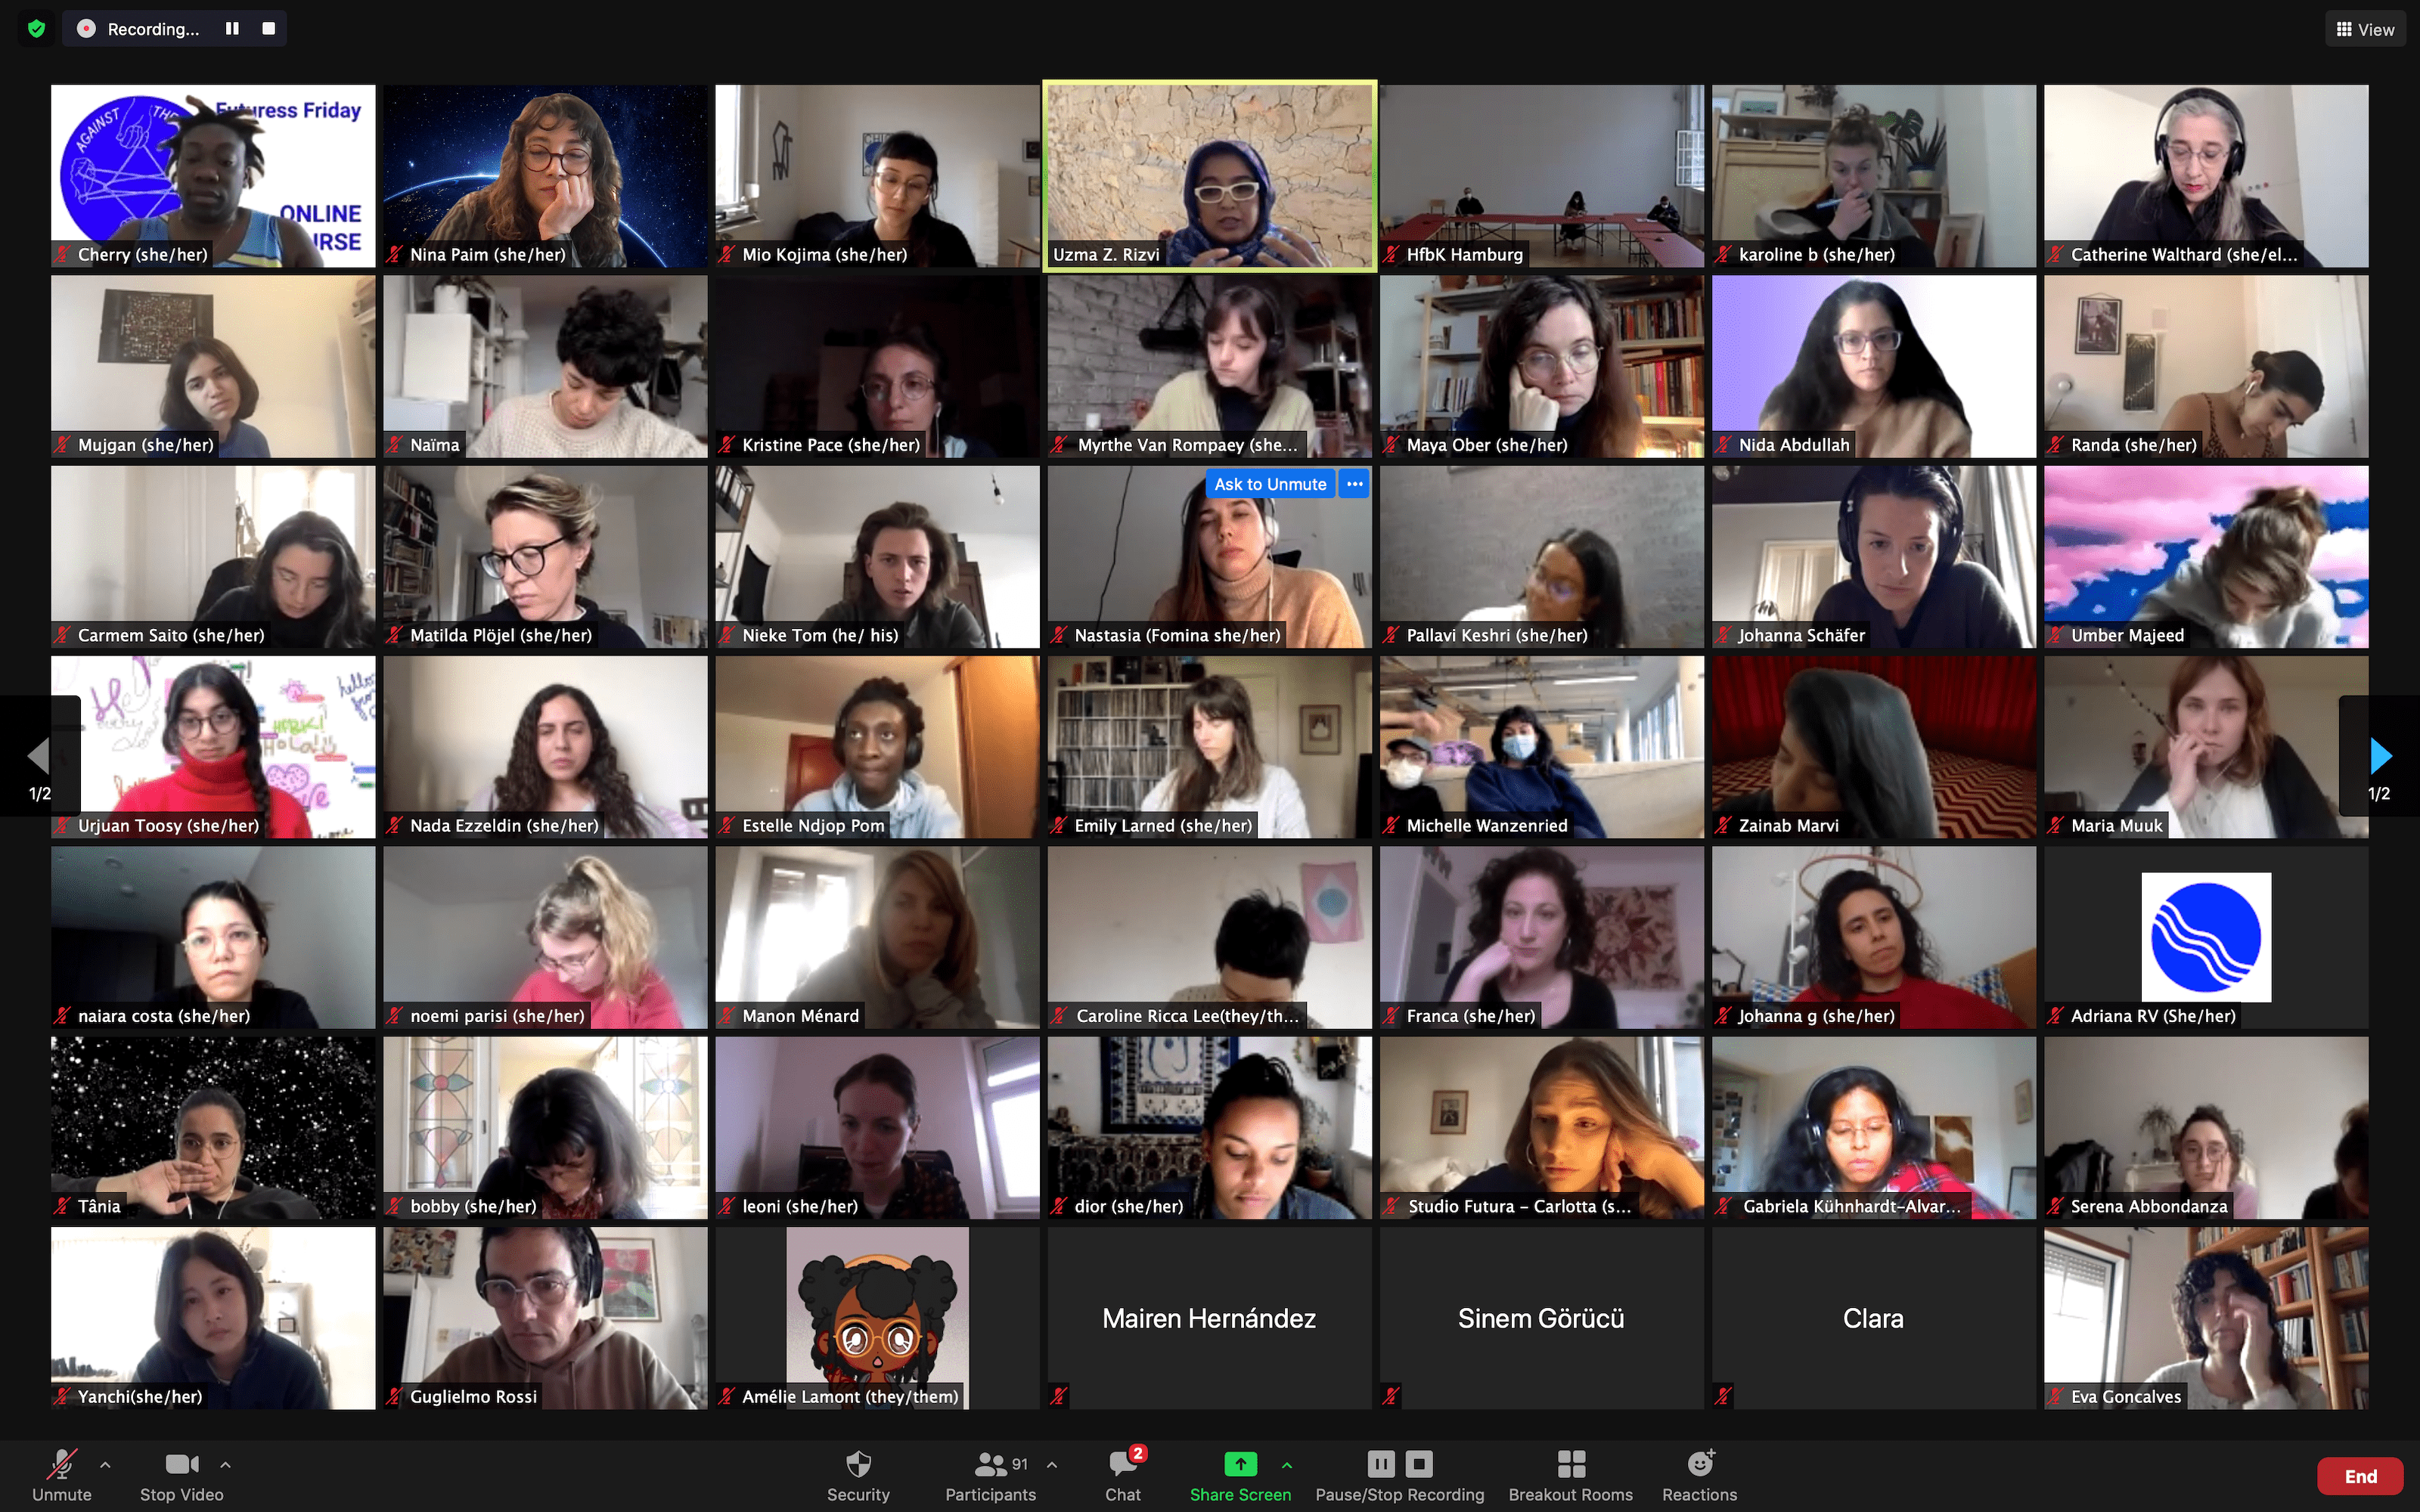 Recording...
View
AGAINST THE
Futuress Friday
ONLINE
Cherry (she/her)
Nina Paim (she/her)
Mio Kojima (she/her)
Uzma Z. Rizvi
HfbK Hamburg
karoline b (she/her)
Catherine Walthard (she/el...
Mujgan (she/her)
Naïma
Kristine Pace (she/her)
Myrthe Van Rompaey (she...
Maya Ober (she/her)
Nida Abdullah
Randa (she/her)
Ask to Unmute
Carmem Saito (she/her)
Matilda Plöjel (she/her)
Nieke Tom (he/ his)
Nastasia (Fomina she/her)
Pallavi Keshri (she/her)
Johanna Schäfer
Umber Majeed
1/2
1/2
Urjuan Toosy (she/her)
Nada Ezzeldin (she/her)
Estelle Ndjop Pom
Emily Larned (she/her)
Michelle Wanzenried
Zainab Marvi
Maria Muuk
naiara costa (she/her)
noemi parisi (she/her)
Manon Ménard
Caroline Ricca Lee(they/th...
Franca (she/her)
Johanna g (she/her)
Adriana RV (She/her)
Tânia
bobby (she/her)
leoni (she/her)
dior (she/her)
Studio Futura – Carlotta (s...
Gabriela Kühnhardt-Alvar...
Serena Abbondanza
Mairen Hernández
Sinem Görücü
Clara
Yanchi(she/her)
Guglielmo Rossi
Amélie Lamont (they/them)
Eva Goncalves
Unmute
Stop Video
Security
Participants
91
Chat
2
Share Screen
Pause/Stop Recording
Breakout Rooms
Reactions
End